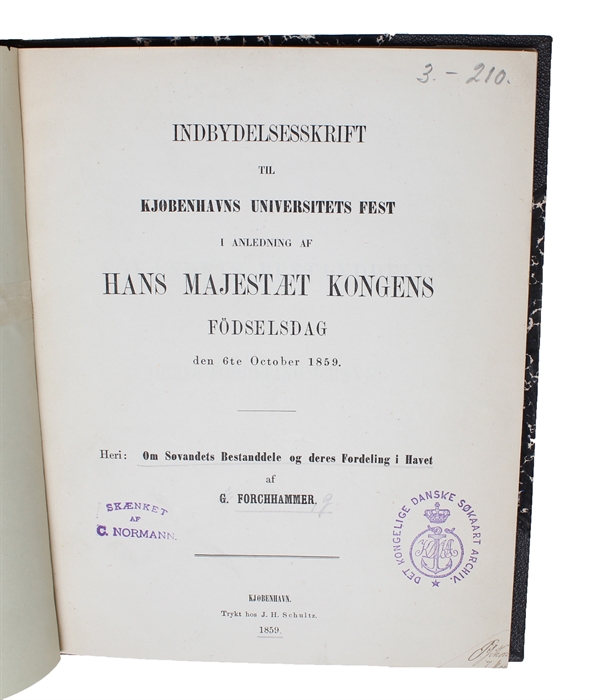 3. - 210.
INDBYDELSESSKRIFT
TIL
KJØBENHAVNS UNIVERSITETS FEST
I ANLEDNING AF
HANS MAJESTÆT KONGENS
FÖDSELSDAG
den 6te October 1859.
Heri: Om Søvandets Bestanddele og deres Fordeling i Havet
af
G. FORCHHAMMER.
SKÆNKET
AF
C. NORMANN.
DET KONGELIGE DANSKE SØKAART ARCHIV.
KJØBENHAVN.
Trykt hos J. H. Schultz.
1859.